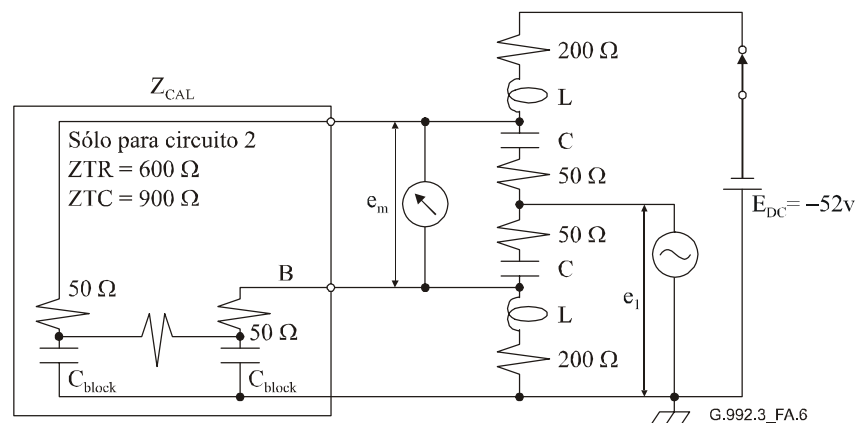 200 Ω
Z_CAL
L
Sólo para circuito 2
ZTR = 600 Ω
ZTC = 900 Ω
C
50 Ω
e_m
E_DC = –52v
50 Ω
B
C
50 Ω
50 Ω
e_1
L
200 Ω
C_block
C_block
G.992.3_FA.6